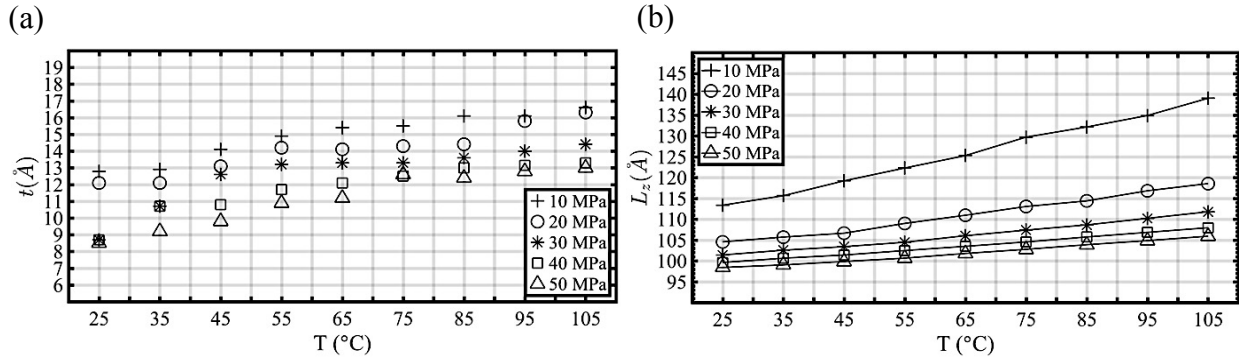 (a)
19
18
17
16
15
14
13
12
11
10
9
8
7
6
t(Å)
10 MPa
20 MPa
30 MPa
40 MPa
50 MPa
25 35 45 55 65 75 85 95 105
T (°C)
(b)
145
140
135
130
125
120
115
110
105
100
95
L_z(Å)
10 MPa
20 MPa
30 MPa
40 MPa
50 MPa
25 35 45 55 65 75 85 95 105
T (°C)